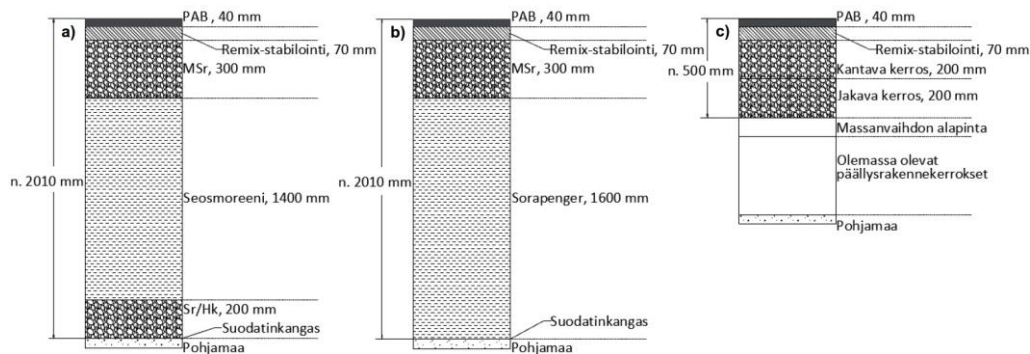 a)
PAB , 40 mm
Remix-stabilointi, 70 mm
MSr, 300 mm
n. 2010 mm
Seosmoreeni, 1400 mm
Sr/Hk, 200 mm
Suodatinkangas
Pohjamaa
b)
PAB , 40 mm
Remix-stabilointi, 70 mm
MSr, 300 mm
n. 2010 mm
Sorapenger, 1600 mm
Suodatinkangas
Pohjamaa
c)
PAB , 40 mm
Remix-stabilointi, 70 mm
n. 500 mm
Kantava kerros, 200 mm
Jakava kerros, 200 mm
Massanvaihdon alapinta
Olemassa olevat
päällysrakennekerrokset
Pohjamaa